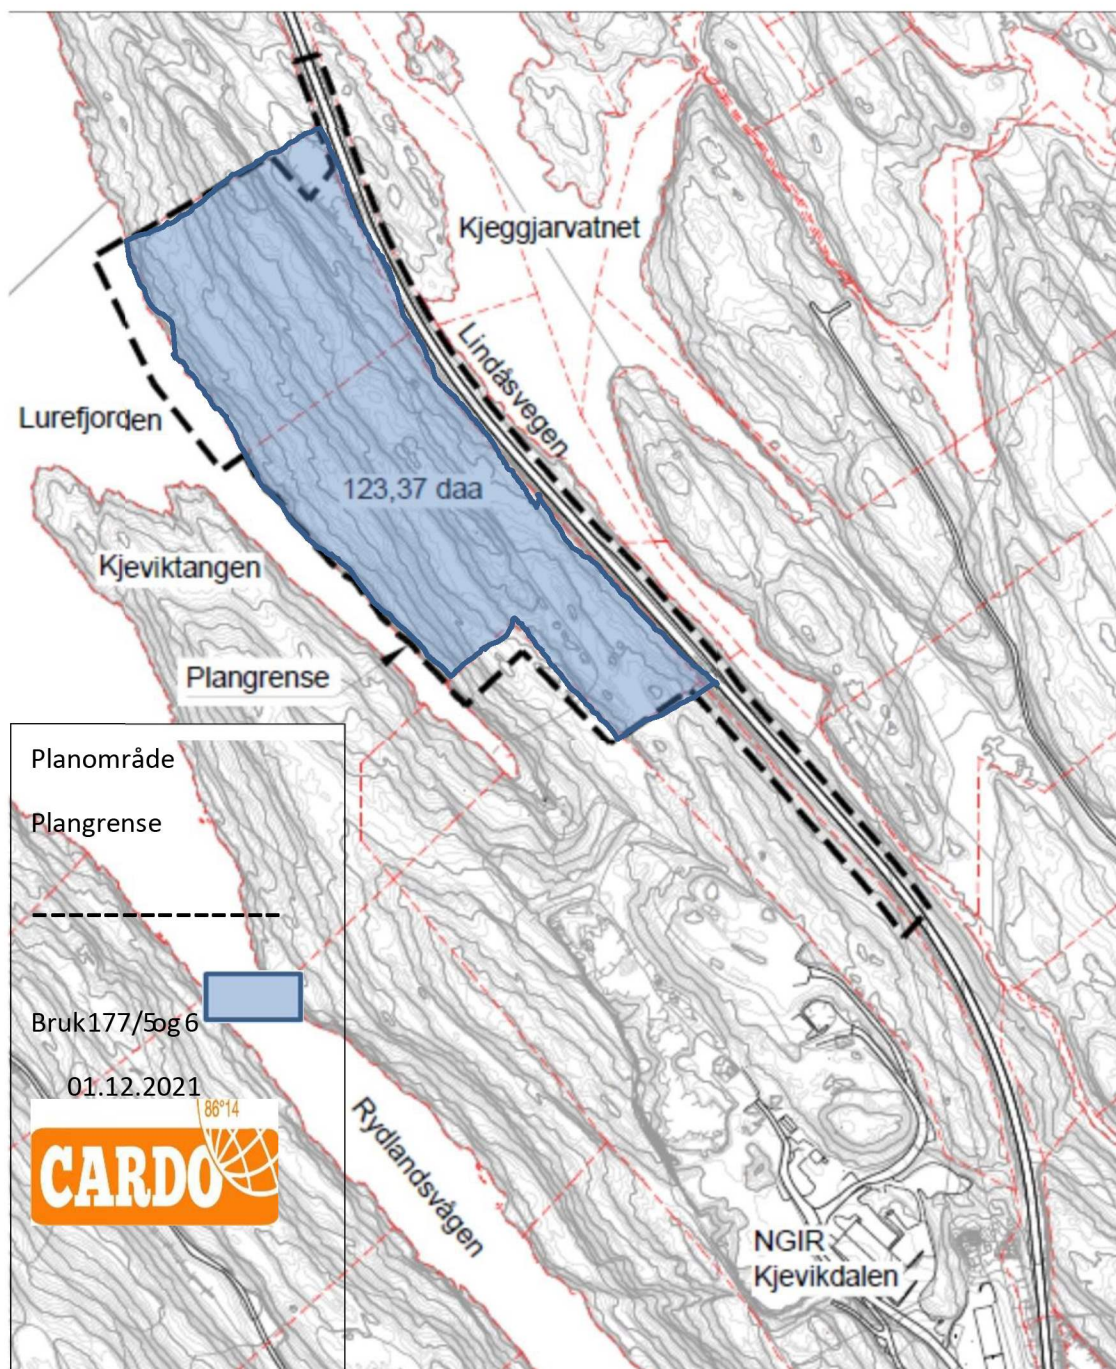 Kjeggjarvatnet
Lindåsvegen
Lurefjorden
123,37 daa
Kjeviktangen
Plangrense
Planområde
Plangrense
Bruk177/5og6
01.12.2021
86°14
CARDO
Rydlandsvågen
NGIR
Kjevikdalen